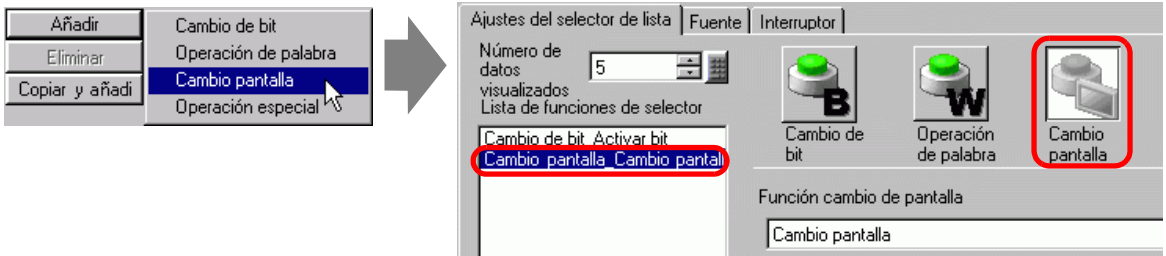 Añadir
Eliminar
Copiar y añadi
Cambio de bit
Operación de palabra
Cambio pantalla
Operación especial
Ajustes del selector de lista
Fuente
Interruptor
Número de
datos
visualizados
5
Lista de funciones de selector
Cambio de bit_Activar bit
Cambio pantalla_Cambio pantal
B
Cambio de
bit
W
Operación
de palabra
Cambio
pantalla
Función cambio de pantalla
Cambio pantalla